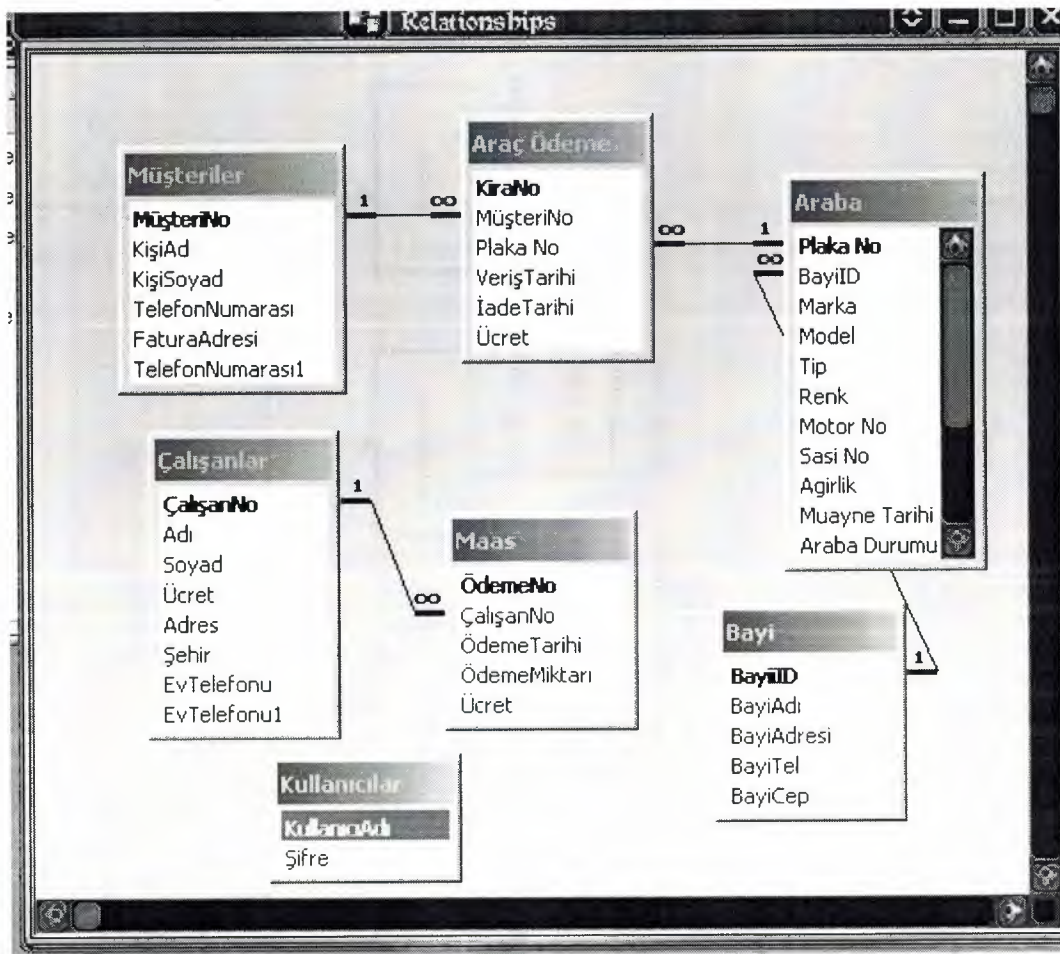 Relationships
Müşteriler
MüşteriNo
KişiAd
KişiSoyad
TelefonNumarası
FaturaAdresi
TelefonNumarası1
1
∞
Araç Ödeme
KiraNo
MüşteriNo
Plaka No
VerişTarihi
İadeTarihi
Ücret
∞
1
∞
Araba
Plaka No
BayiID
Marka
Model
Tip
Renk
Motor No
Sasi No
Agirlik
Muayne Tarihi
Araba Durumu
Çalışanlar
ÇalışanNo
Adı
Soyad
Ücret
Adres
Şehir
EvTelefonu
EvTelefonu1
1
∞
Maas
ÖdemeNo
ÇalışanNo
ÖdemeTarihi
ÖdemeMiktarı
Ücret
Bayi
BayiID
BayiAdı
BayiAdresi
BayiTel
BayiCep
1
Kullanıcılar
KullanıcıAdı
Şifre